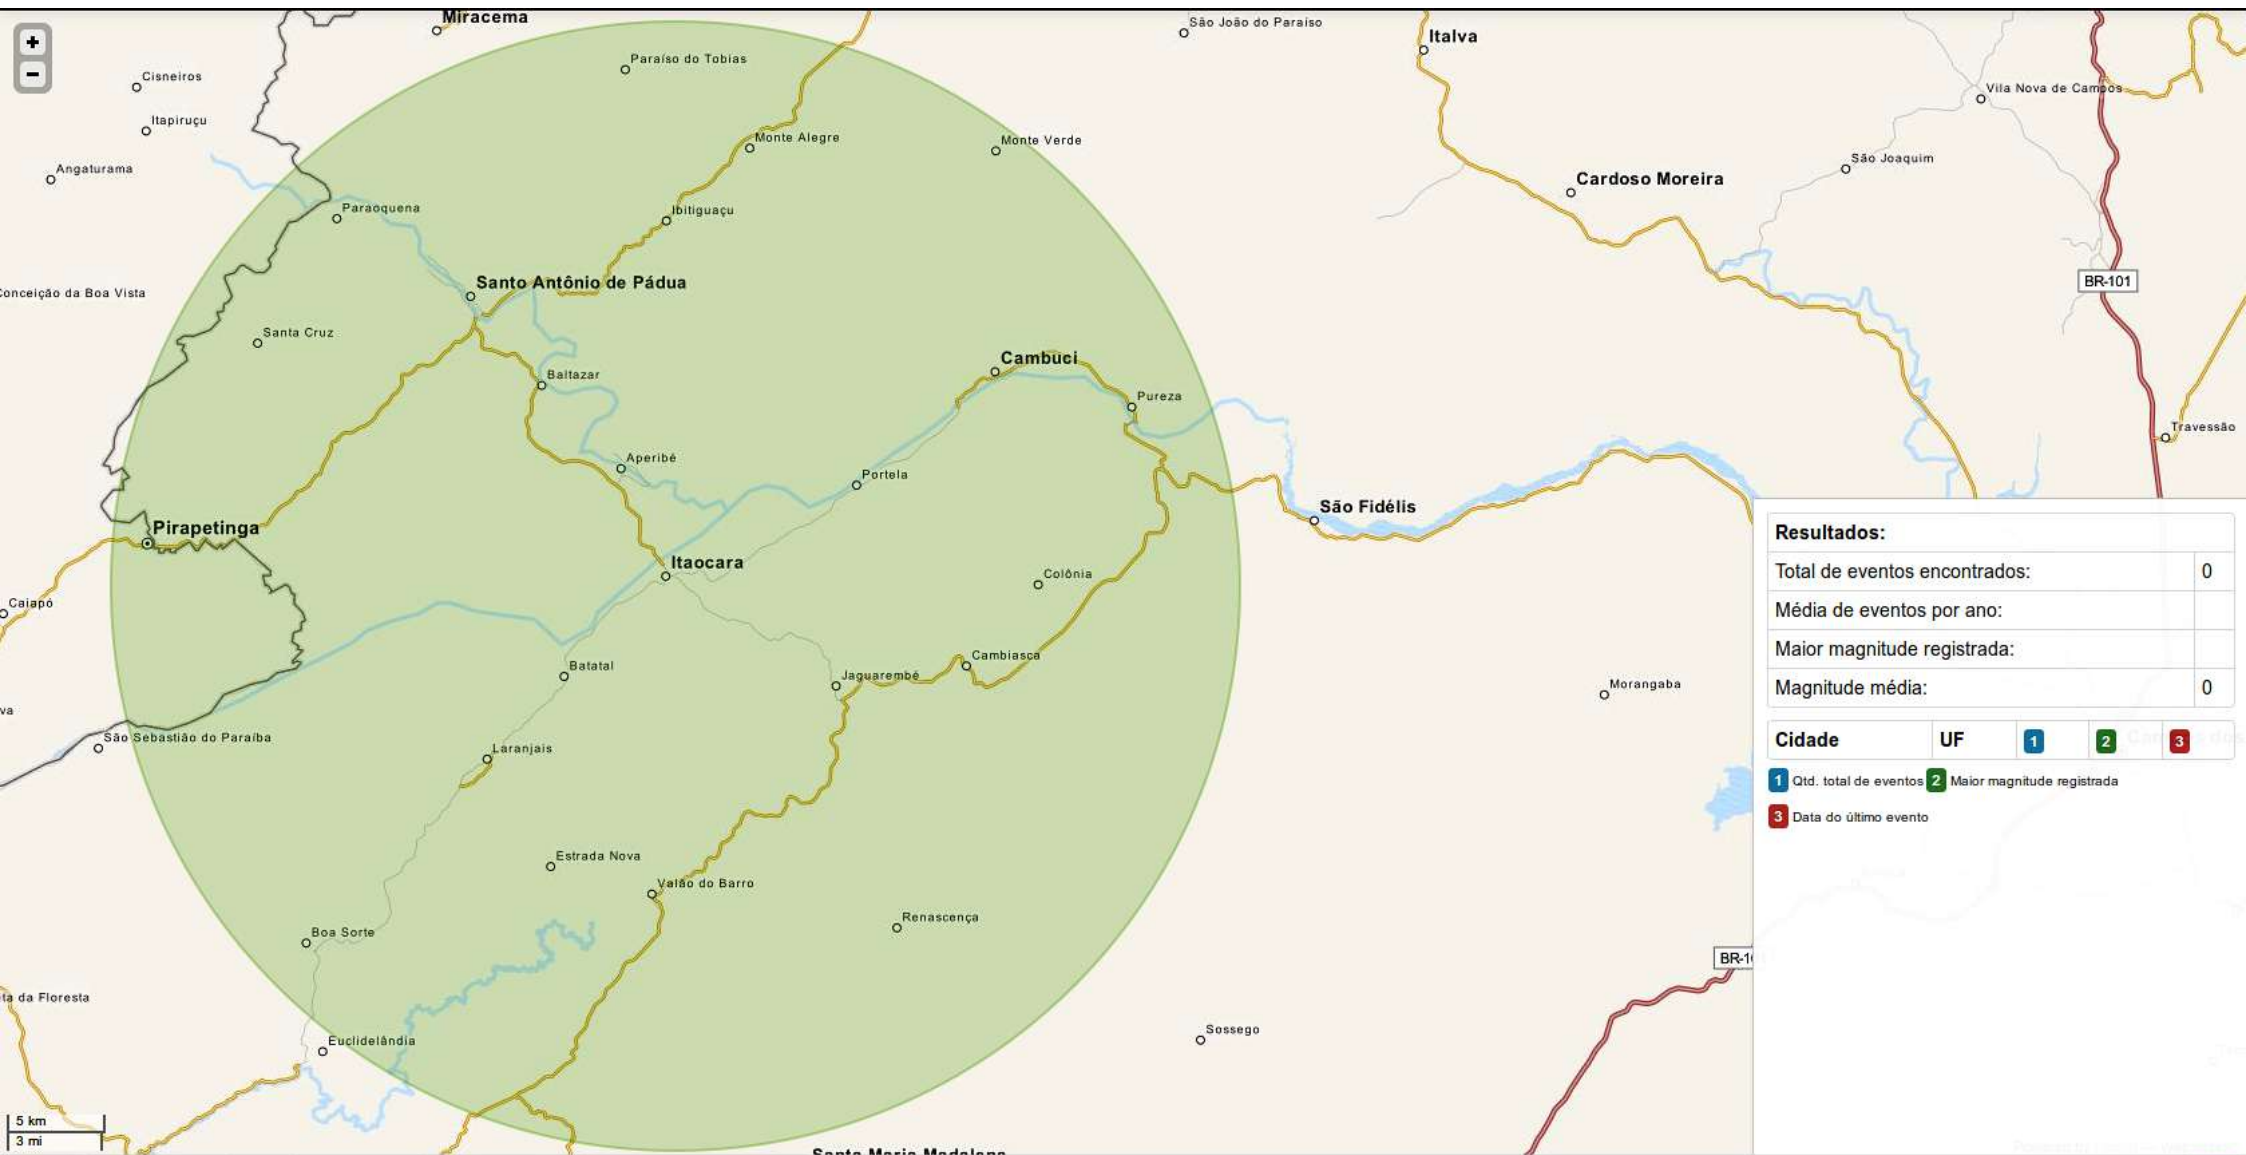 Miracema
São João do Paraíso
Italva
+
Paraíso do Tobias
−
Cisneiros
Vila Nova de Campos
Itapiruçu
Monte Alegre
Monte Verde
São Joaquim
Angaturama
Cardoso Moreira
Paraoquena
Ibitiguaçu
Santo Antônio de Pádua
BR-101
Conceição da Boa Vista
Santa Cruz
Cambuci
Baltazar
Pureza
Travessão
Aperibé
Portela
São Fidélis
Pirapetinga
Itaocara
Colônia
Caiapó
Cambiasca
Batatal
Jaguarembé
Morangaba
va
São Sebastião do Paraíba
Laranjais
Estrada Nova
Valão do Barro
Renascença
Boa Sorte
BR-10
ta da Floresta
Sossego
Euclidelândia
5 km
3 mi
Santa Maria Madalena
Resultados:
Total de eventos encontrados: 0
Média de eventos por ano:
Maior magnitude registrada:
Magnitude média: 0
Cidade UF 1 2 3
1 Qtd. total de eventos 2 Maior magnitude registrada
3 Data do último evento